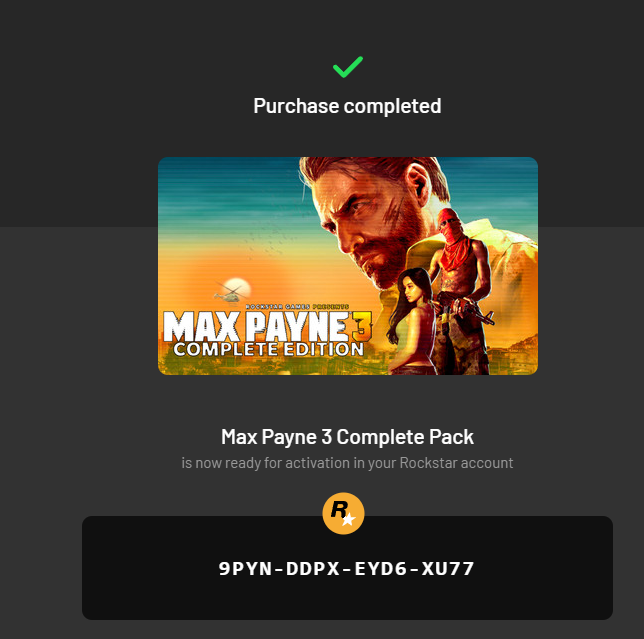 Purchase completed
ROCKSTAR GAMES PRESENTS
MAX PAYNE 3
COMPLETE EDITION
Max Payne 3 Complete Pack
is now ready for activation in your Rockstar account
R
9PYN-DDPX-EYD6-XU77